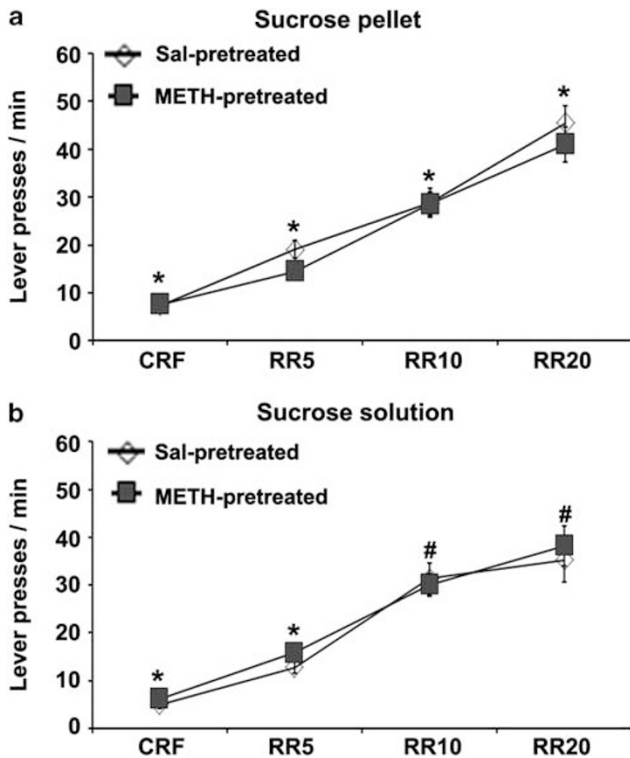 a
Sucrose pellet
Sal-pretreated
METH-pretreated
Lever presses / min
60
50
40
30
20
10
0
*
*
*
*
CRF RR5 RR10 RR20
b
Sucrose solution
Sal-pretreated
METH-pretreated
Lever presses / min
60
50
40
30
20
10
0
*
*
#
#
CRF RR5 RR10 RR20